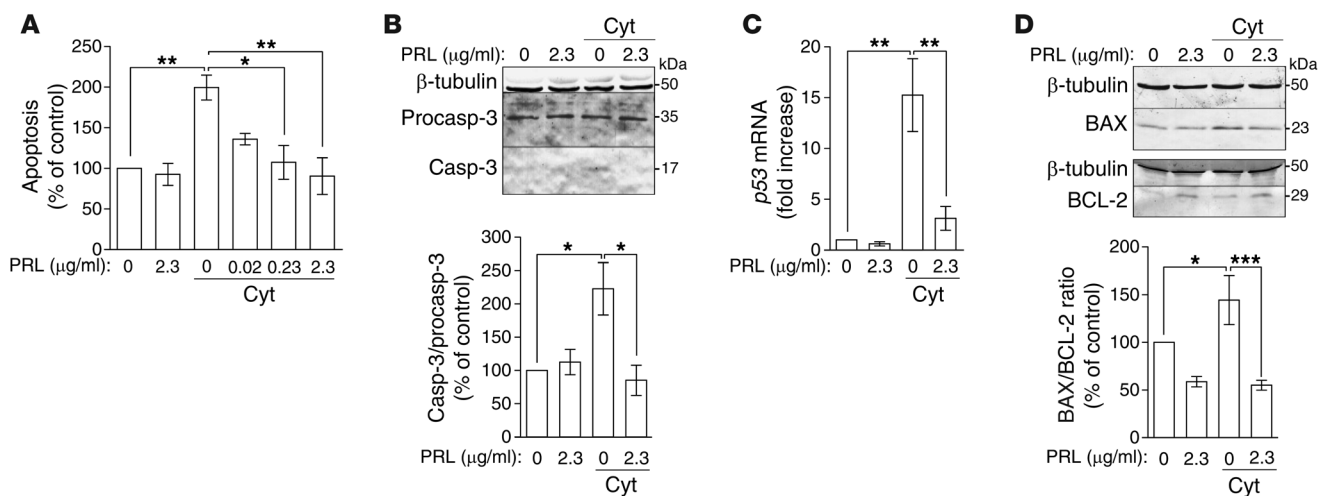 A
Apoptosis
(% of control)
250
200
150
100
50
0
** * **
PRL (μg/ml): 0 2.3 0 0.02 0.23 2.3
Cyt
B
Cyt
PRL (μg/ml): 0 2.3 0 2.3 kDa
β-tubulin 50
Procasp-3 35
Casp-3 17
Casp-3/procasp-3
(% of control)
300
250
200
150
100
50
0
* *
PRL (μg/ml): 0 2.3 0 2.3
Cyt
C
p53 mRNA
(fold increase)
20
15
10
5
0
** **
PRL (μg/ml): 0 2.3 0 2.3
Cyt
D
Cyt
PRL (μg/ml): 0 2.3 0 2.3 kDa
β-tubulin 50
BAX 23
β-tubulin 50
BCL-2 29
BAX/BCL-2 ratio
(% of control)
200
150
100
50
0
* ***
PRL (μg/ml): 0 2.3 0 2.3
Cyt